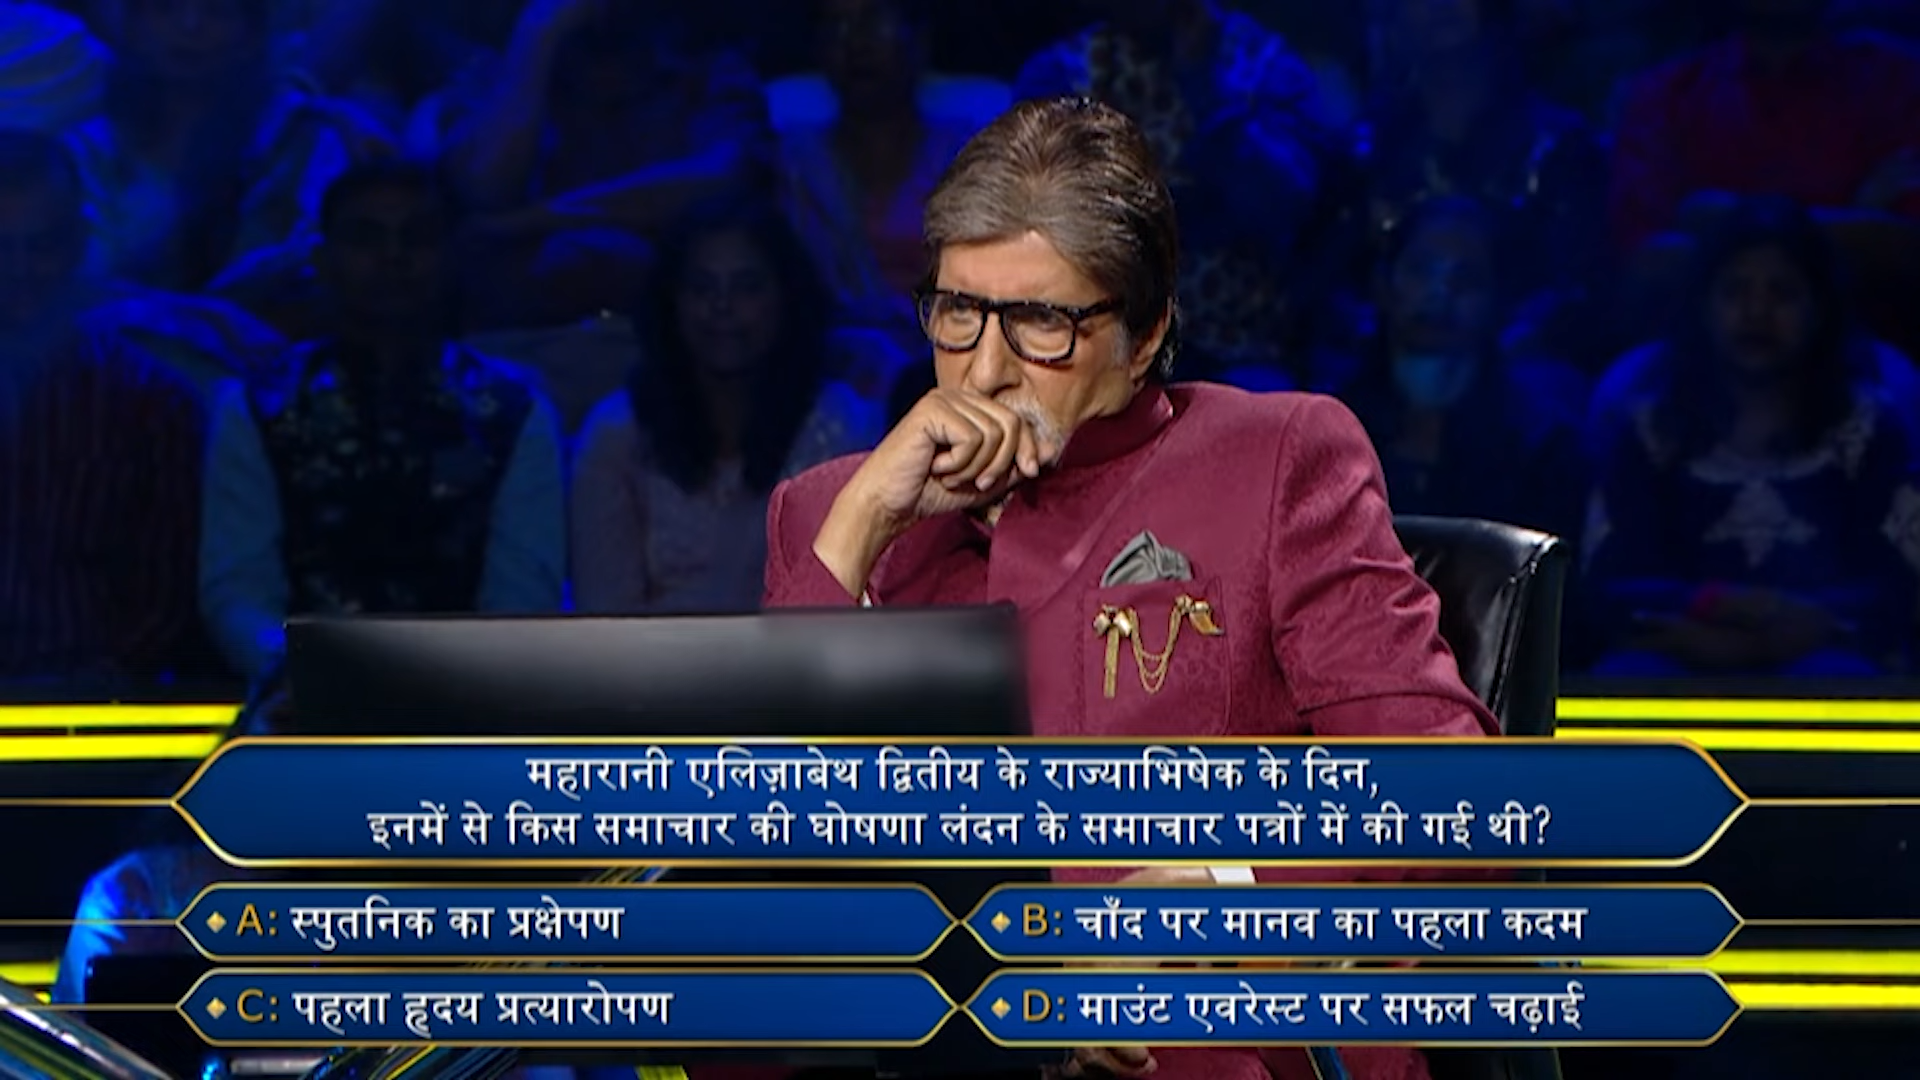 महारानी एलिज़ाबेथ द्वितीय के राज्याभिषेक के दिन,
इनमें से किस समाचार की घोषणा लंदन के समाचार पत्रों में की गई थी?
A: स्पुतनिक का प्रक्षेपण
B: चाँद पर मानव का पहला कदम
C: पहला हृदय प्रत्यारोपण
D: माउंट एवरेस्ट पर सफल चढ़ाई